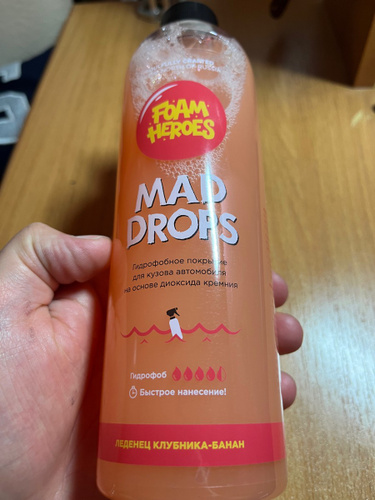 FOAM
HEROES
MAD
DROPS
Гидрофобное покрытие
для кузова автомобиля
на основе диоксида кремния
Гидрофоб
Быстрое нанесение!
ЛЕДЕНЕЦ КЛУБНИКА-БАНАН